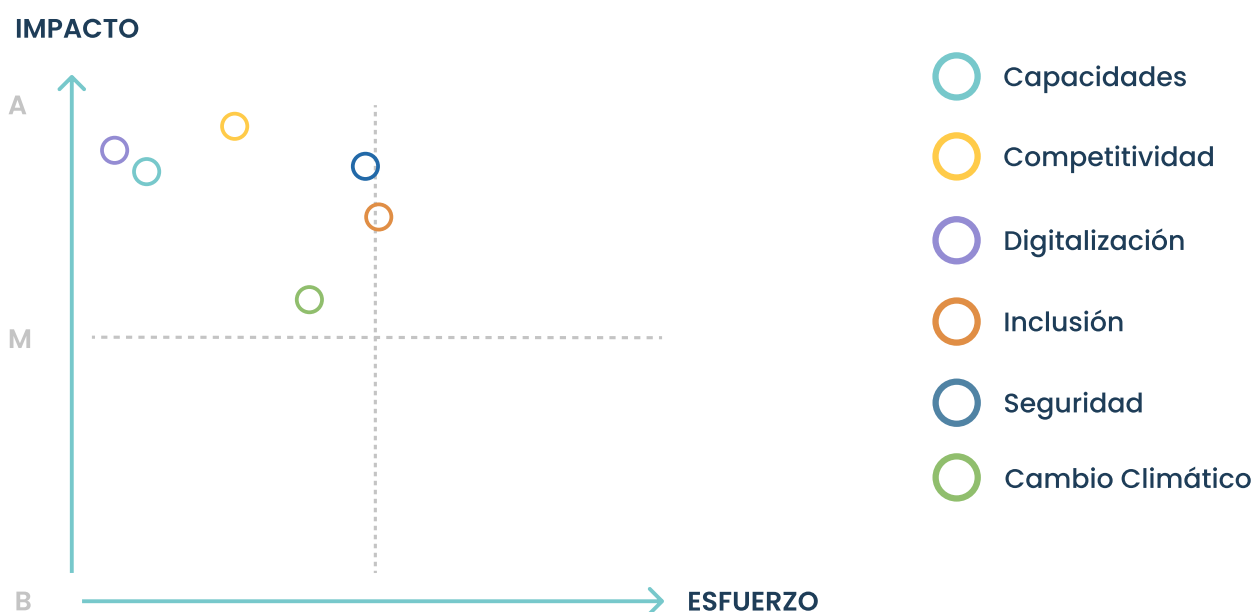 IMPACTO
A
M
B
ESFUERZO
Capacidades
Competitividad
Digitalización
Inclusión
Seguridad
Cambio Climático